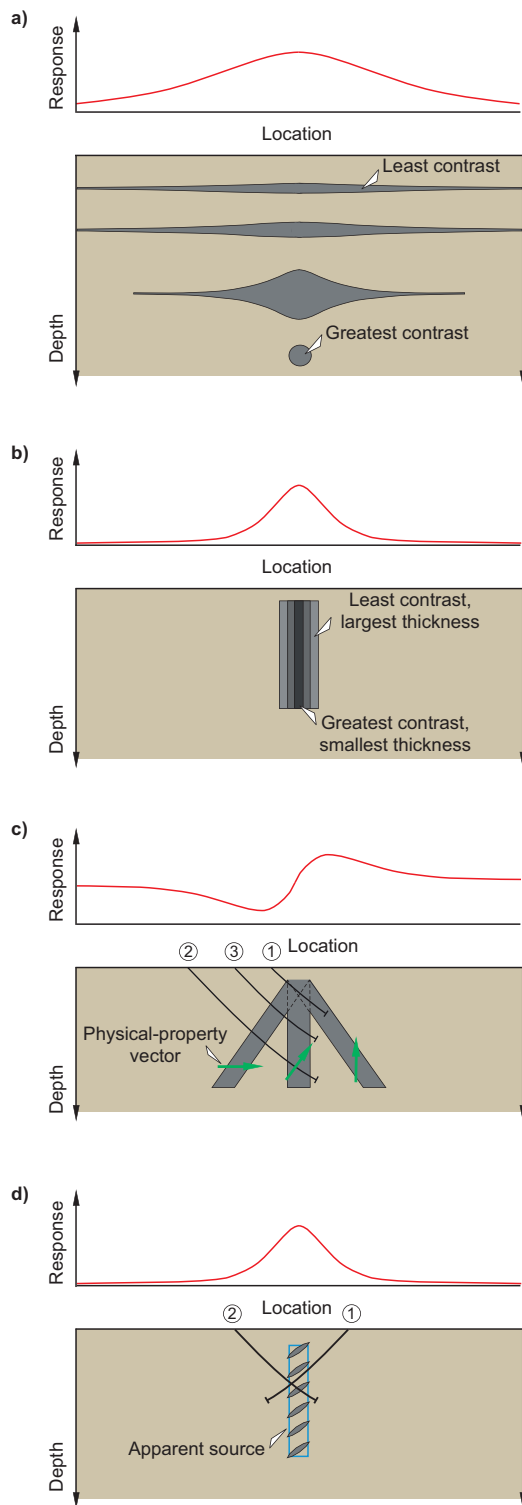 a)
Response
Location
Least contrast
Greatest contrast
Depth
b)
Response
Location
Least contrast,
largest thickness
Greatest contrast,
smallest thickness
Depth
c)
Response
Location
2
3
1
Physical-property
vector
Depth
d)
Response
Location
2
1
Apparent source
Depth